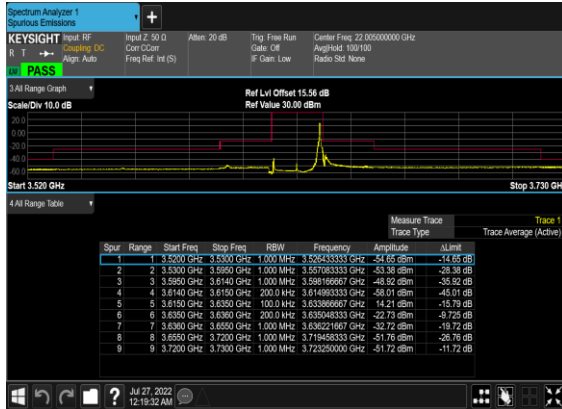 Spectrum Analyzer 1
Spurious Emissions
KEYSIGHT Input: RF Input Z: 50 Ω Atten: 20 dB Trig: Free Run Center Freq: 22.005000000 GHz
R T Coupling: DC Corr CCorr Gate: Off Avg|Hold: 100/100
Align: Auto Freq Ref: Int (S) IF Gain: Low Radio Std: None
PASS
3 All Range Graph Ref Lvl Offset 15.56 dB
Scale/Div 10.0 dB Ref Value 30.00 dBm
20.0
0.00
-20.0
-40.0
-60.0
Start 3.520 GHz Stop 3.730 GH
4 All Range Table
Measure Trace Trace 1
Trace Type Trace Average (Active)
Spur Range Start Freq Stop Freq RBW Frequency Amplitude ΔLimit
1 1 3.5200 GHz 3.5300 GHz 1.000 MHz 3.526433333 GHz -54.65 dBm -14.65 dB
2 2 3.5300 GHz 3.5950 GHz 1.000 MHz 3.557083333 GHz -53.38 dBm -28.38 dB
3 3 3.5950 GHz 3.6140 GHz 1.000 MHz 3.598166667 GHz -48.92 dBm -35.92 dB
4 4 3.6140 GHz 3.6150 GHz 200.0 kHz 3.614993333 GHz -58.01 dBm -45.01 dB
5 5 3.6150 GHz 3.6350 GHz 100.0 kHz 3.633866667 GHz 14.21 dBm -15.79 dB
6 6 3.6350 GHz 3.6360 GHz 200.0 kHz 3.635048333 GHz -22.73 dBm -9.725 dB
7 7 3.6360 GHz 3.6550 GHz 1.000 MHz 3.636221667 GHz -32.72 dBm -19.72 dB
8 8 3.6550 GHz 3.7200 GHz 1.000 MHz 3.719458333 GHz -51.76 dBm -26.76 dB
9 9 3.7200 GHz 3.7300 GHz 1.000 MHz 3.723250000 GHz -51.72 dBm -11.72 dB
Jul 27, 2022
12:19:32 AM